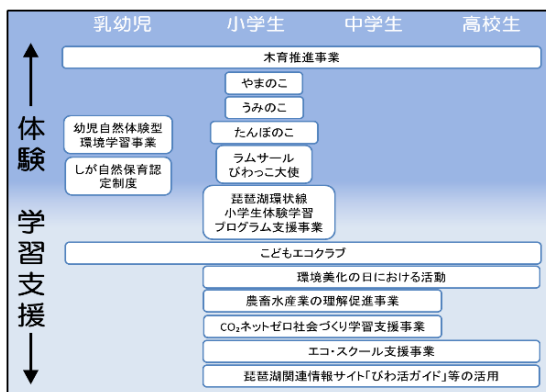 乳幼児 小学生 中学生 高校生
体験 学習支援
木育推進事業
やまのこ
うみのこ
たんぼのこ
幼児自然体験型
環境学習事業
しが自然保育認
定制度
ラムサール
びわっこ大使
琵琶湖環状線
小学生体験学習
プログラム支援事業
こどもエコクラブ
環境美化の日における活動
農畜水産業の理解促進事業
CO₂ネットゼロ社会づくり学習支援事業
エコ・スクール支援事業
琵琶湖関連情報サイト「びわ活ガイド」等の活用